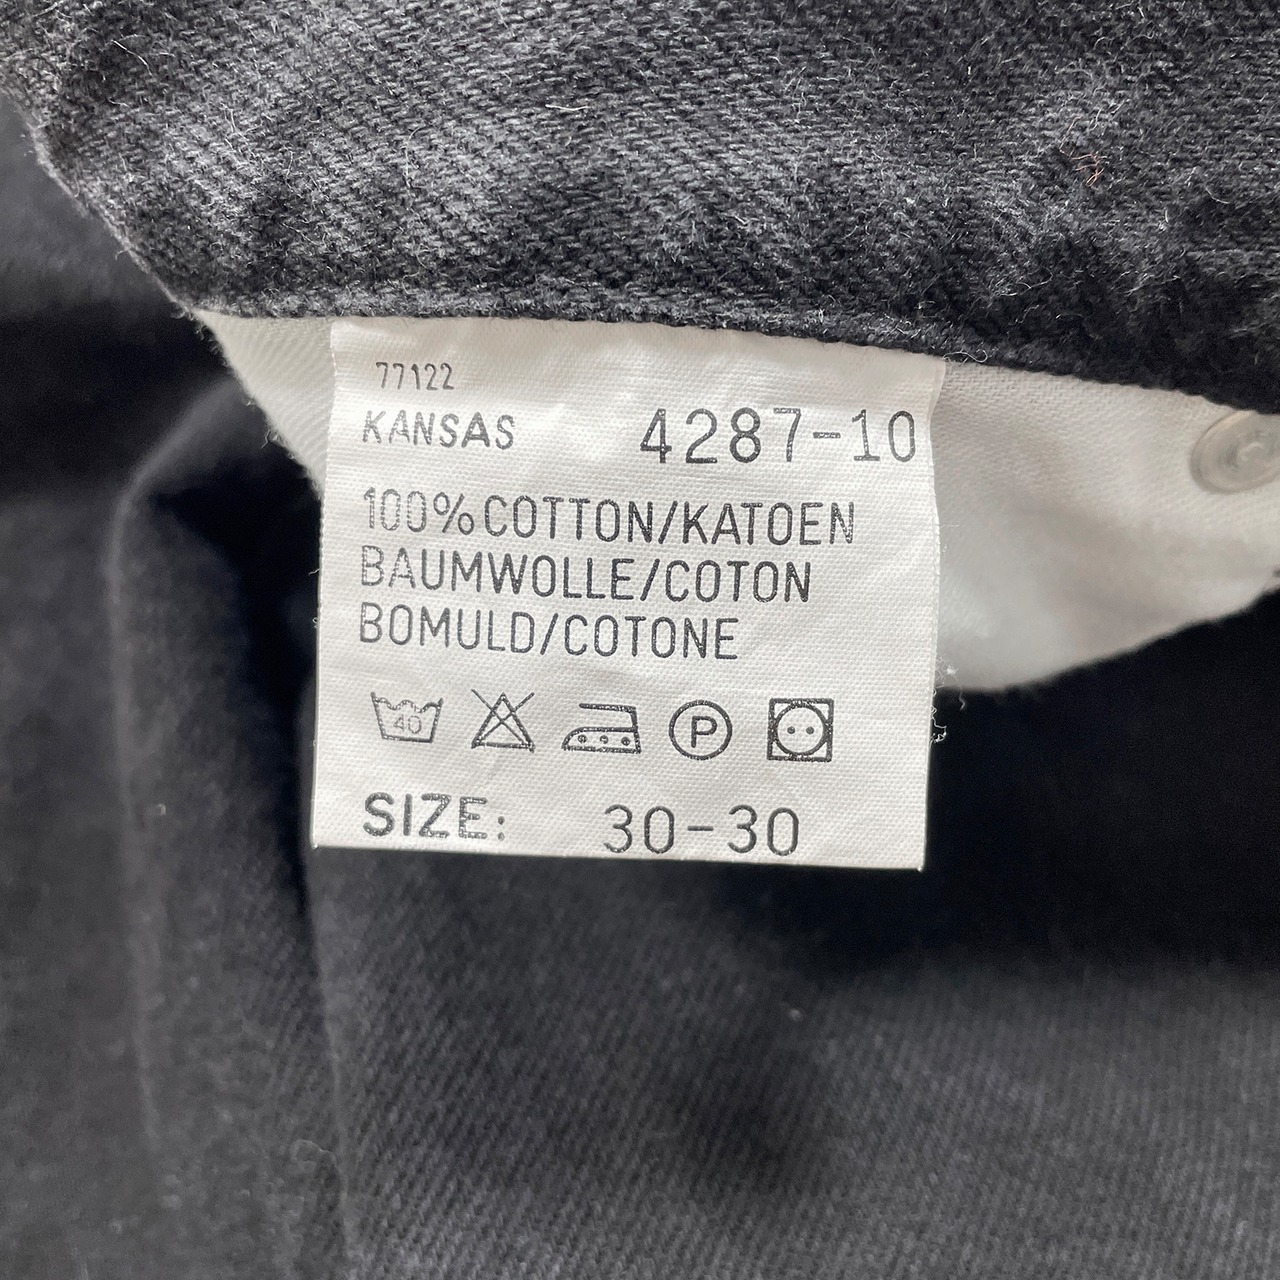 77122
KANSAS 4287-10
100% COTTON/KATOEN
BAUMWOLLE/COTON
BOMULD/COTONE
40 P
SIZE: 30-30